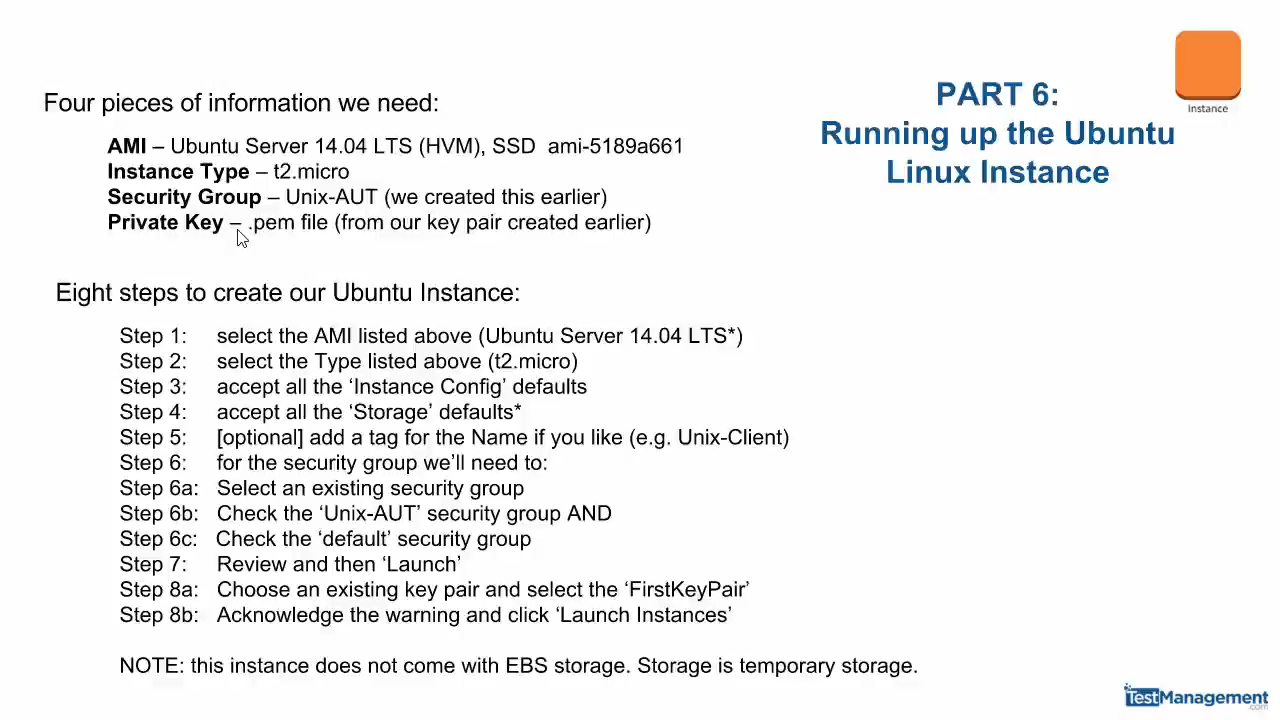 Four pieces of information we need:
AMI – Ubuntu Server 14.04 LTS (HVM), SSD ami-5189a661
Instance Type – t2.micro
Security Group – Unix-AUT (we created this earlier)
Private Key – .pem file (from our key pair created earlier)
PART 6:
Running up the Ubuntu
Linux Instance
Instance
Eight steps to create our Ubuntu Instance:
Step 1: select the AMI listed above (Ubuntu Server 14.04 LTS*)
Step 2: select the Type listed above (t2.micro)
Step 3: accept all the ‘Instance Config’ defaults
Step 4: accept all the ‘Storage’ defaults*
Step 5: [optional] add a tag for the Name if you like (e.g. Unix-Client)
Step 6: for the security group we’ll need to:
Step 6a: Select an existing security group
Step 6b: Check the ‘Unix-AUT’ security group AND
Step 6c: Check the ‘default’ security group
Step 7: Review and then ‘Launch’
Step 8a: Choose an existing key pair and select the ‘FirstKeyPair’
Step 8b: Acknowledge the warning and click ‘Launch Instances’
NOTE: this instance does not come with EBS storage. Storage is temporary storage.
TestManagement
.com